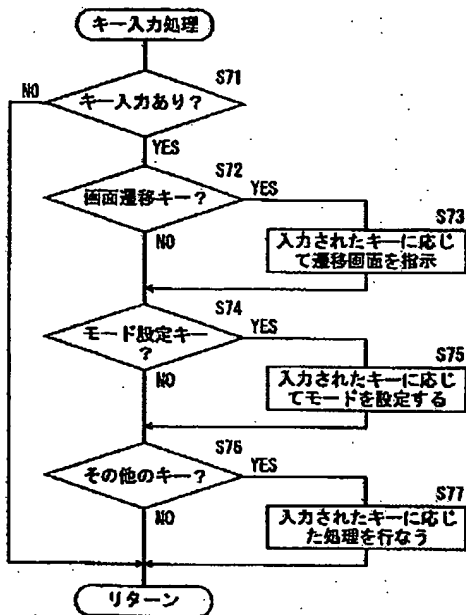 キー入力処理
S71
NO
キー入力あり?
YES
S72
画面遷移キー?
YES
S73
入力されたキーに応じ
て遷移画面を指示
NO
S74
モード設定キー
?
YES
S75
入力されたキーに応じ
てモードを設定する
NO
S76
その他のキー?
YES
S77
入力されたキーに応じ
た処理を行なう
NO
リターン